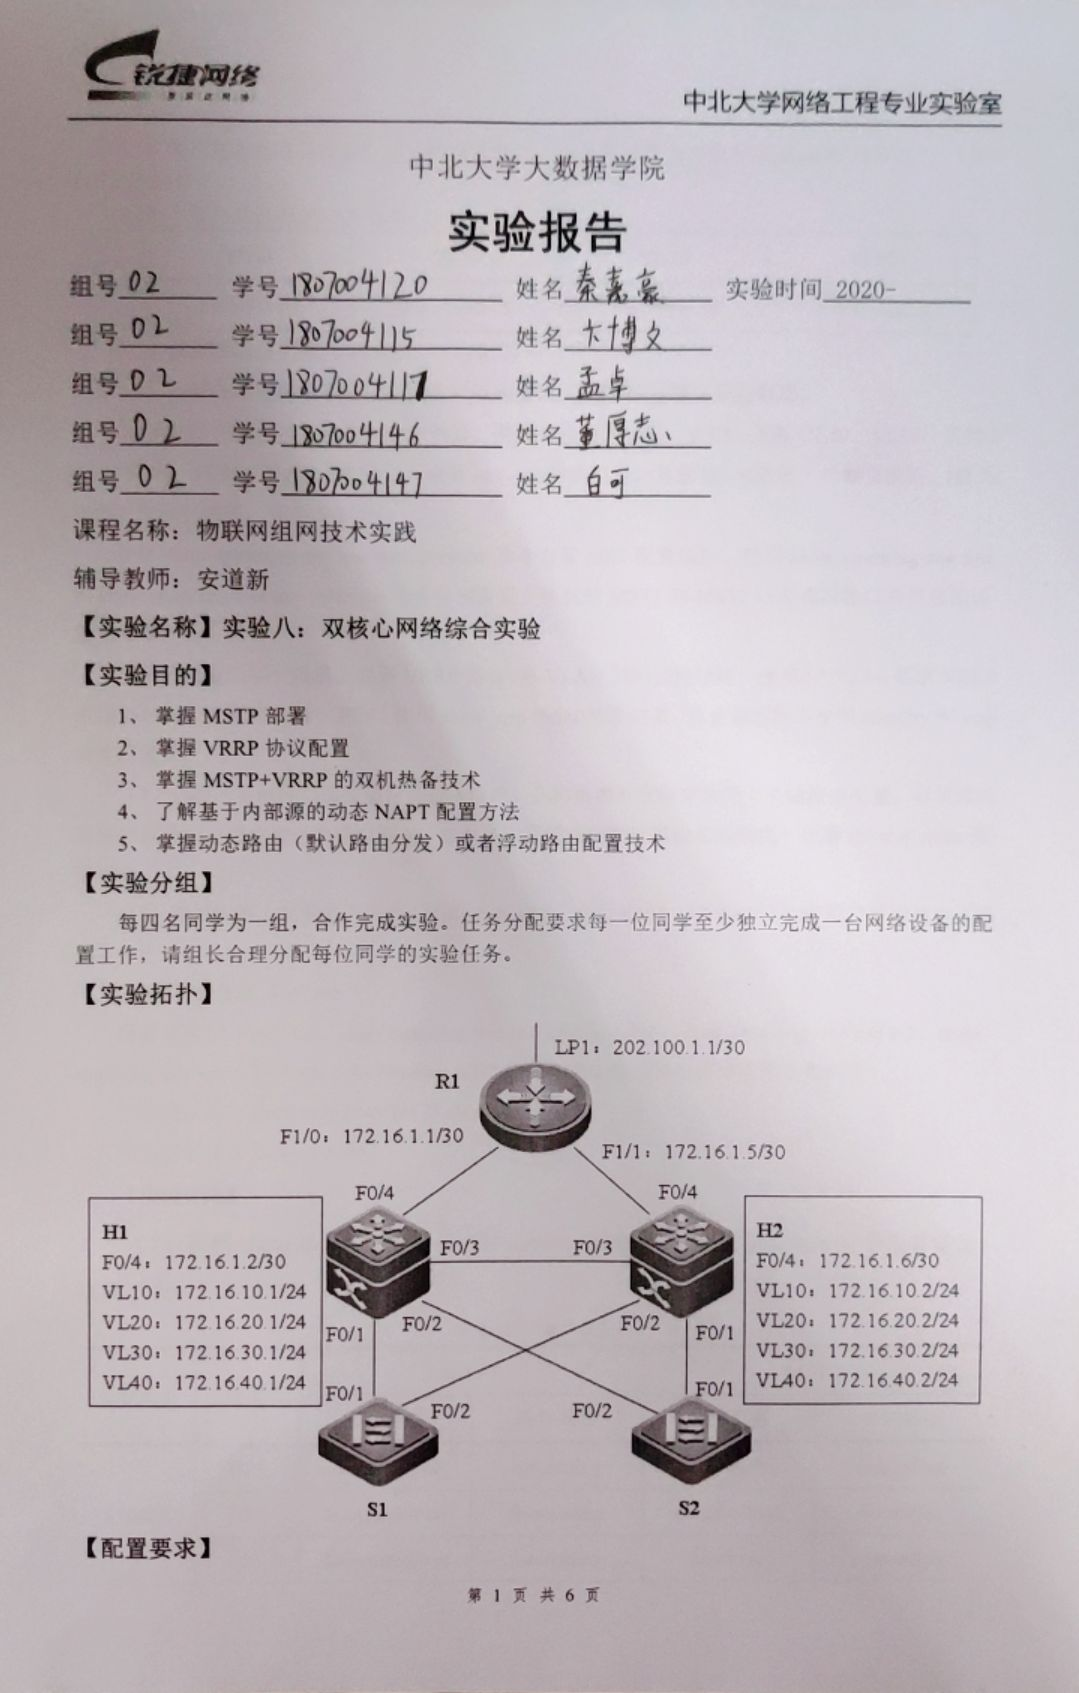 锐捷网络
中北大学网络工程专业实验室
中北大学大数据学院
实验报告
组号 02 学号 1807004120 姓名 秦嘉豪 实验时间 2020-
组号 02 学号 1807004115 姓名 卞博文
组号 02 学号 1807004117 姓名 孟卓
组号 02 学号 1807004146 姓名 董厚志
组号 02 学号 1807004147 姓名 白可
课程名称：物联网组网技术实践
辅导教师：安道新
【实验名称】实验八：双核心网络综合实验
【实验目的】
1、 掌握 MSTP 部署
2、 掌握 VRRP 协议配置
3、 掌握 MSTP+VRRP 的双机热备技术
4、 了解基于内部源的动态 NAPT 配置方法
5、 掌握动态路由（默认路由分发）或者浮动路由配置技术
【实验分组】
每四名同学为一组，合作完成实验。任务分配要求每一位同学至少独立完成一台网络设备的配
置工作，请组长合理分配每位同学的实验任务。
【实验拓扑】
LP1：202.100.1.1/30
R1
F1/0：172.16.1.1/30
F1/1：172.16.1.5/30
F0/4
F0/4
H1
F0/4：172.16.1.2/30
VL10：172.16.10.1/24
VL20：172.16.20.1/24
VL30：172.16.30.1/24
VL40：172.16.40.1/24
F0/3
F0/3
H2
F0/4：172.16.1.6/30
VL10：172.16.10.2/24
VL20：172.16.20.2/24
VL30：172.16.30.2/24
VL40：172.16.40.2/24
F0/1
F0/2
F0/2
F0/1
F0/1
F0/2
F0/2
F0/1
S1
S2
【配置要求】
第 1 页 共 6 页